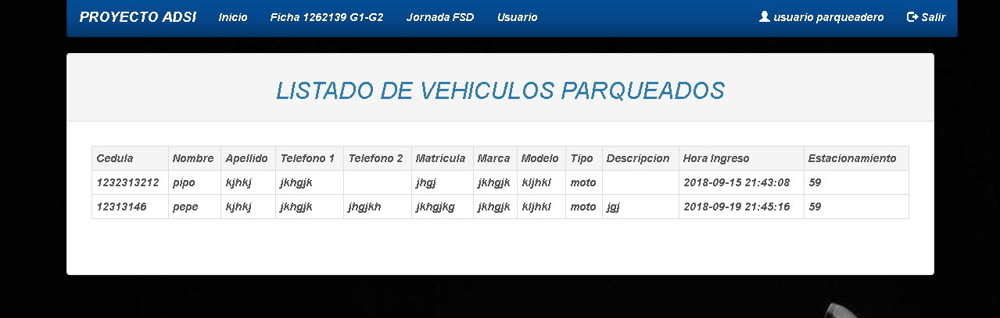 PROYECTO ADSI Inicio Ficha 1262139 G1-G2 Jornada FSD Usuario usuario parqueadero Salir
LISTADO DE VEHICULOS PARQUEADOS
Cedula Nombre Apellido Telefono 1 Telefono 2 Matricula Marca Modelo Tipo Descripcion Hora Ingreso Estacionamiento
1232313212 pipo kjhkj jkhgjk jhgj jkhgjk kljhkl moto 2018-09-15 21:43:08 59
12313146 pepe kjhkj jkhgjk jhgjkh jkhgjkg jkhgjk kljhkl moto jgj 2018-09-19 21:45:16 59